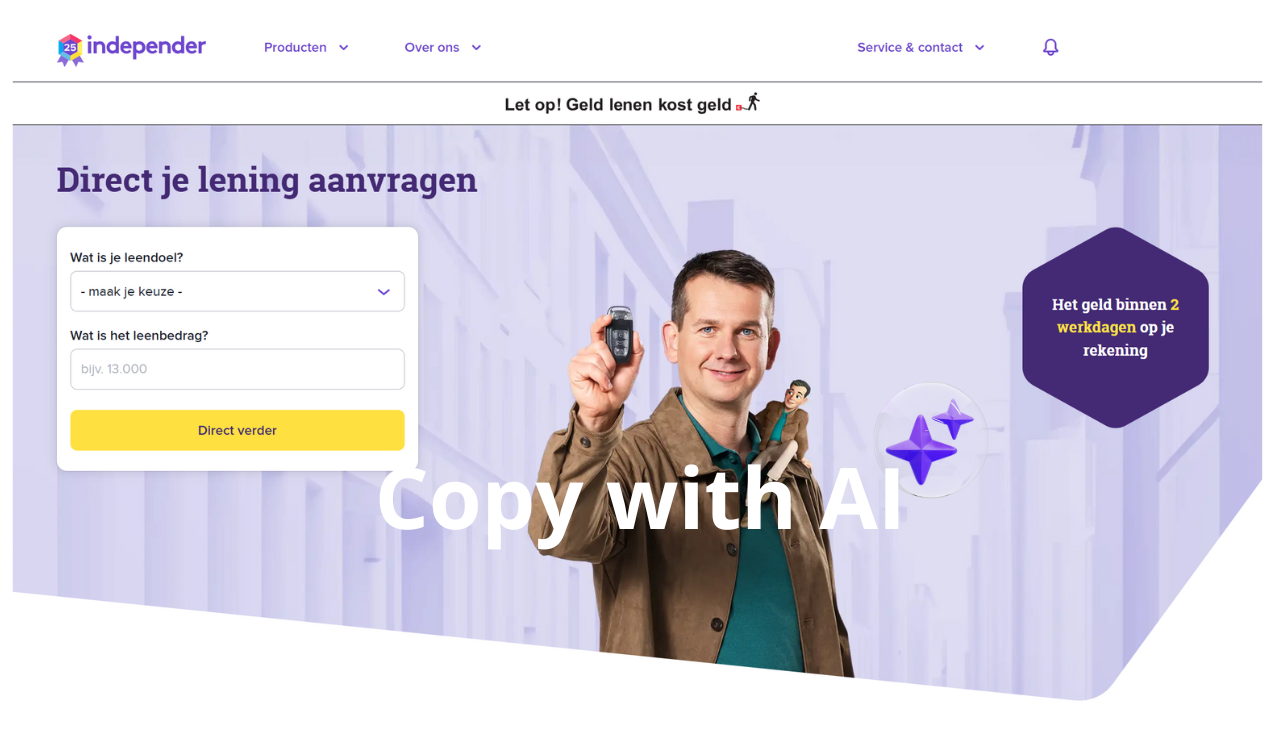 25 independer
Producten
Over ons
Service & contact
Let op! Geld lenen kost geld
Direct je lening aanvragen
Wat is je leendoel?
- maak je keuze -
Wat is het leenbedrag?
bijv. 13.000
Direct verder
Het geld binnen 2
werkdagen op je
rekening
Copy with AI